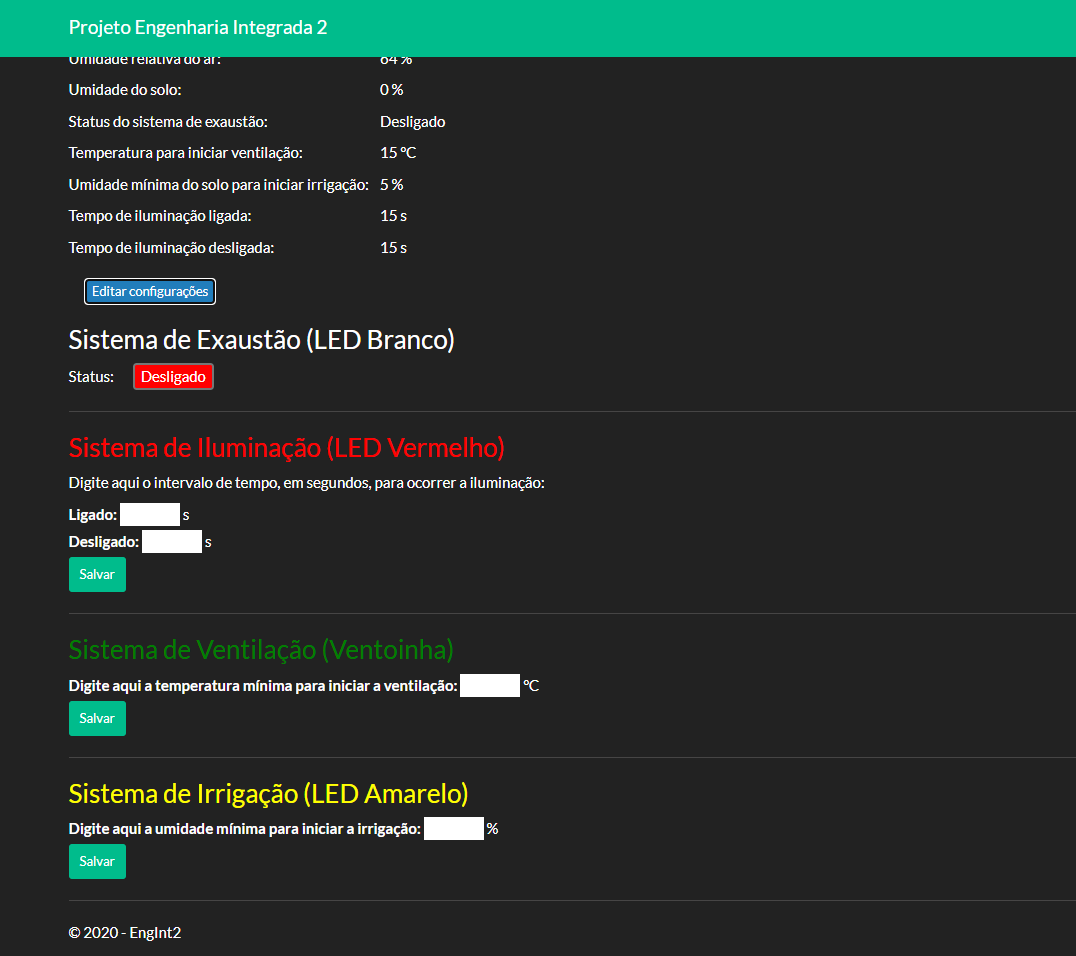 Projeto Engenharia Integrada 2
Umidade relativa do ar: 64 %
Umidade do solo: 0 %
Status do sistema de exaustão: Desligado
Temperatura para iniciar ventilação: 15 ºC
Umidade mínima do solo para iniciar irrigação: 5 %
Tempo de iluminação ligada: 15 s
Tempo de iluminação desligada: 15 s
Editar configurações
Sistema de Exaustão (LED Branco)
Status: Desligado
Sistema de Iluminação (LED Vermelho)
Digite aqui o intervalo de tempo, em segundos, para ocorrer a iluminação:
Ligado: s
Desligado: s
Salvar
Sistema de Ventilação (Ventoinha)
Digite aqui a temperatura mínima para iniciar a ventilação: ºC
Salvar
Sistema de Irrigação (LED Amarelo)
Digite aqui a umidade mínima para iniciar a irrigação: %
Salvar
© 2020 - EngInt2